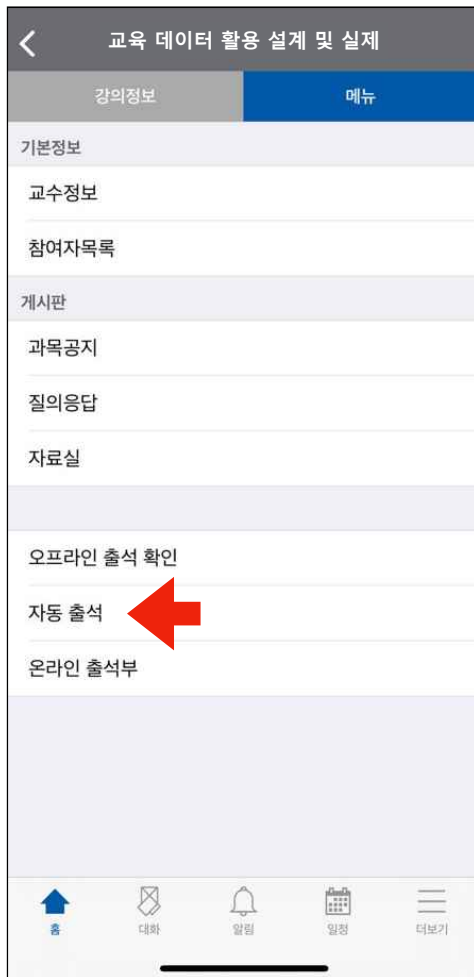 교육 데이터 활용 설계 및 실제
강의정보
메뉴
기본정보
교수정보
참여자목록
게시판
과목공지
질의응답
자료실
오프라인 출석 확인
자동 출석
온라인 출석부
홈
대화
알림
일정
더보기